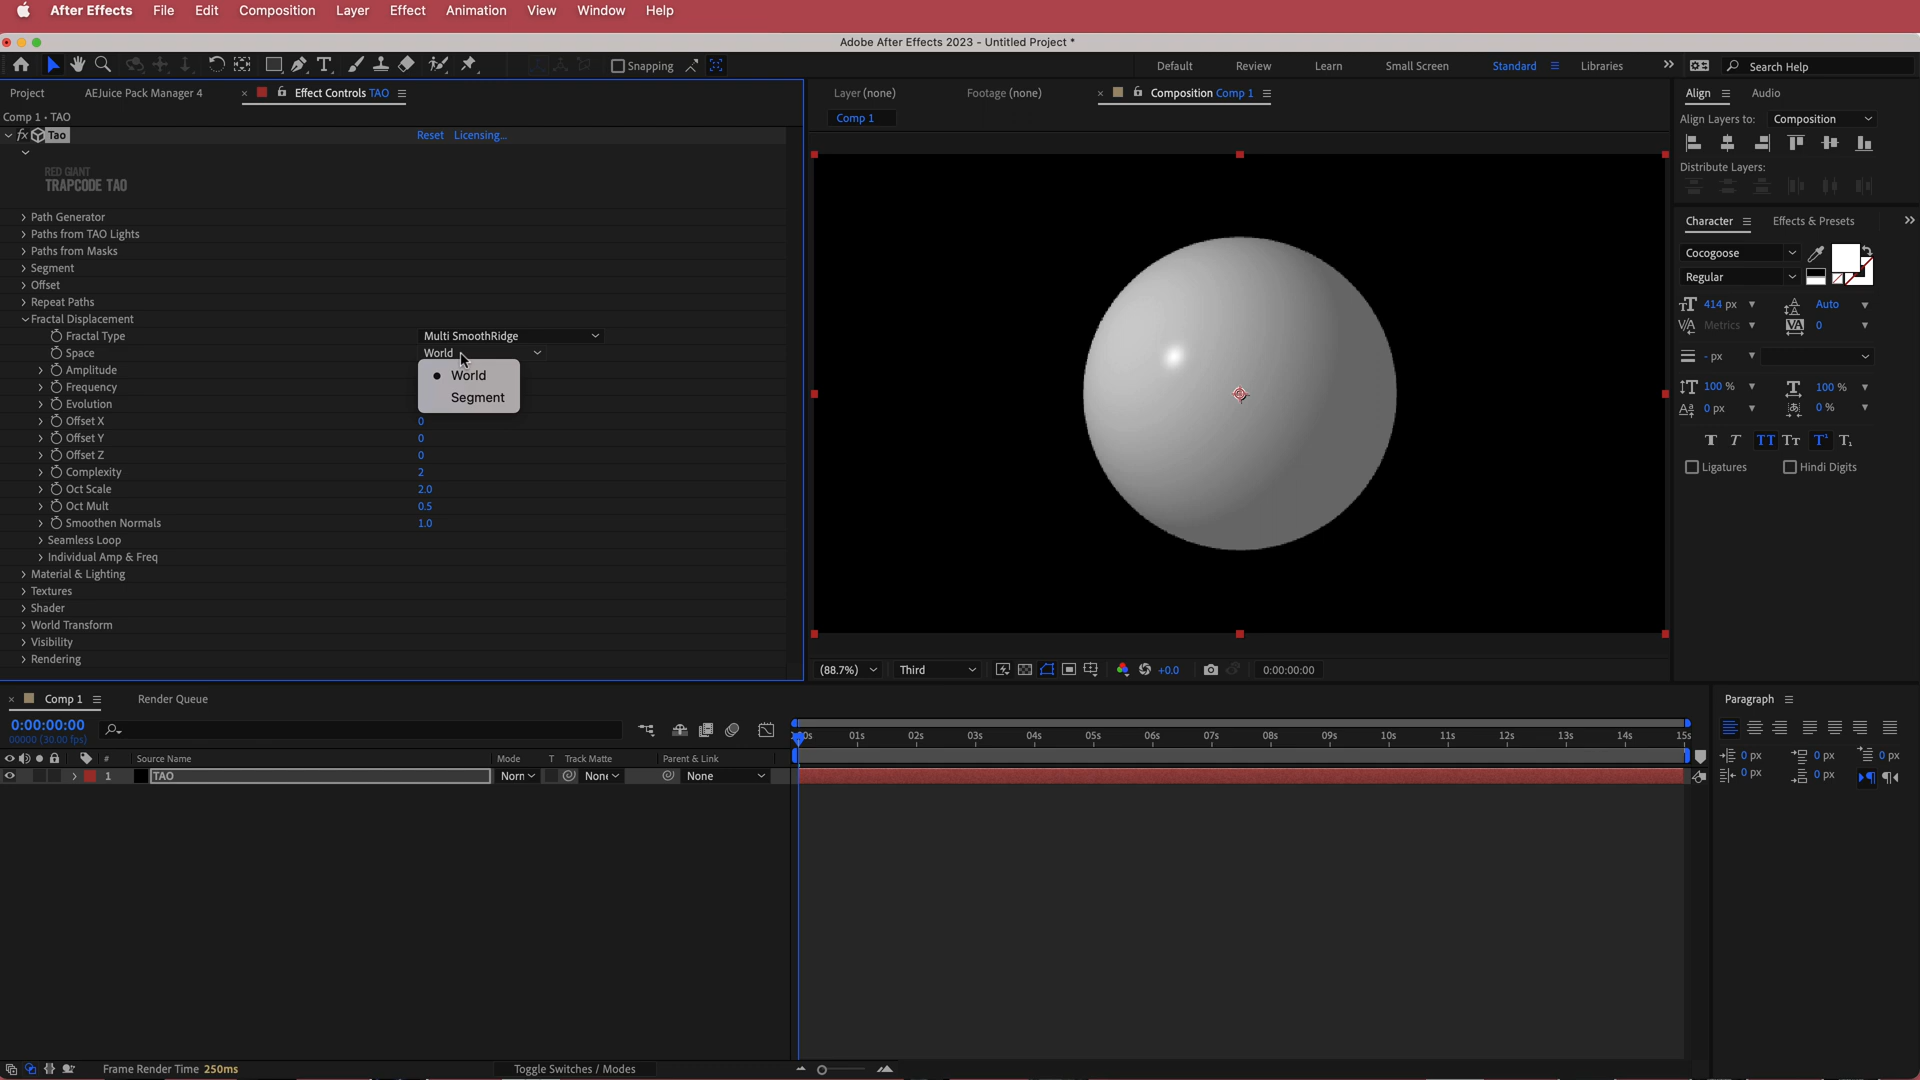 After Effects File Edit Composition Layer Effect Animation View Window Help
Adobe After Effects 2023 - Untitled Project *
Snapping Default Review Learn Small Screen Standard Libraries Search Help
Project AEJuice Pack Manager 4 Effect Controls TAO
Comp 1 • TAO
fx Tao Reset Licensing...
RED GIANT
TRAPCODE TAO
Path Generator
Paths from TAO Lights
Paths from Masks
Segment
Offset
Repeat Paths
Fractal Displacement
Fractal Type Multi SmoothRidge
Space World
Amplitude
Frequency
Evolution
World
Segment
Offset X 0
Offset Y 0
Offset Z 0
Complexity 2
Oct Scale 2.0
Oct Mult 0.5
Smoothen Normals 1.0
Seamless Loop
Individual Amp & Freq
Material & Lighting
Textures
Shader
World Transform
Visibility
Rendering
Layer (none) Footage (none) Composition Comp 1
Comp 1
(88.7%) Third +0.0 0:00:00:00
Align Audio
Align Layers to: Composition
Distribute Layers:
Character Effects & Presets
Cocogoose
Regular
414 px Auto
Metrics 0
- px
100 % 100 %
0 px 0 %
Ligatures Hindi Digits
Comp 1 Render Queue
0:00:00:00
00000 (30.00 fps)
01s 02s 03s 04s 05s 06s 07s 08s 09s 10s 11s 12s 13s 14s 15s
# Source Name Mode T Track Matte Parent & Link
1 TAO Norn None None
Paragraph
0 px 0 px 0 px
0 px 0 px
Frame Render Time 250ms Toggle Switches / Modes